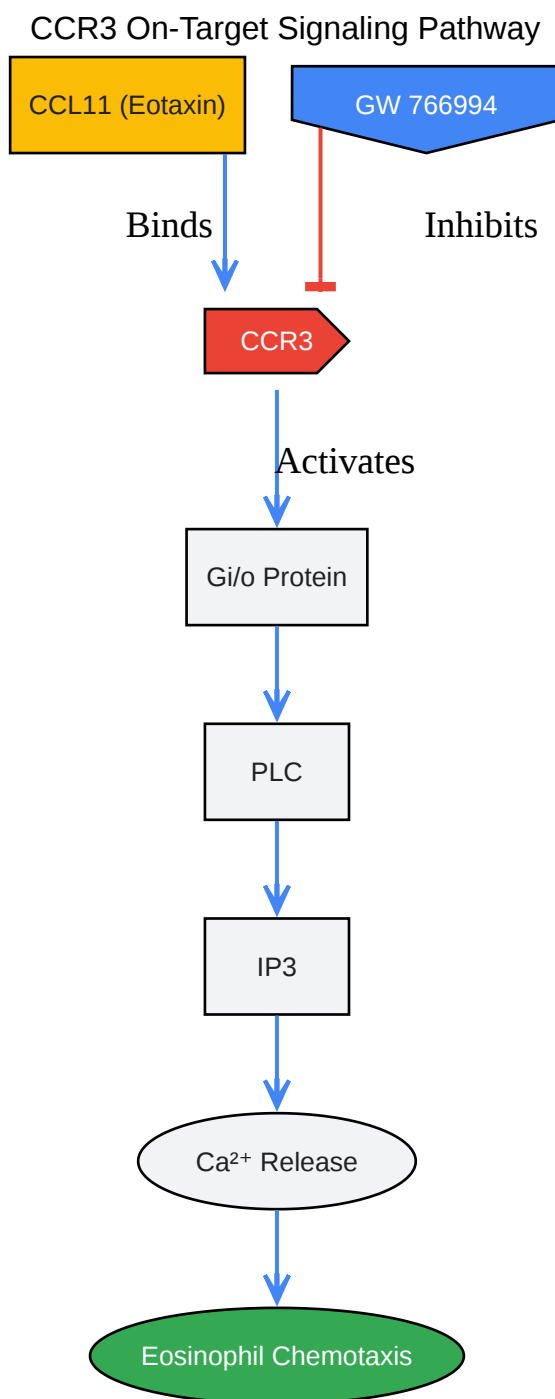 CCR3 On-Target Signaling Pathway
CCL11 (Eotaxin)
GW 766994
Binds
Inhibits
CCR3
Activates
Gi/o Protein
PLC
IP3
Ca²⁺ Release
Eosinophil Chemotaxis